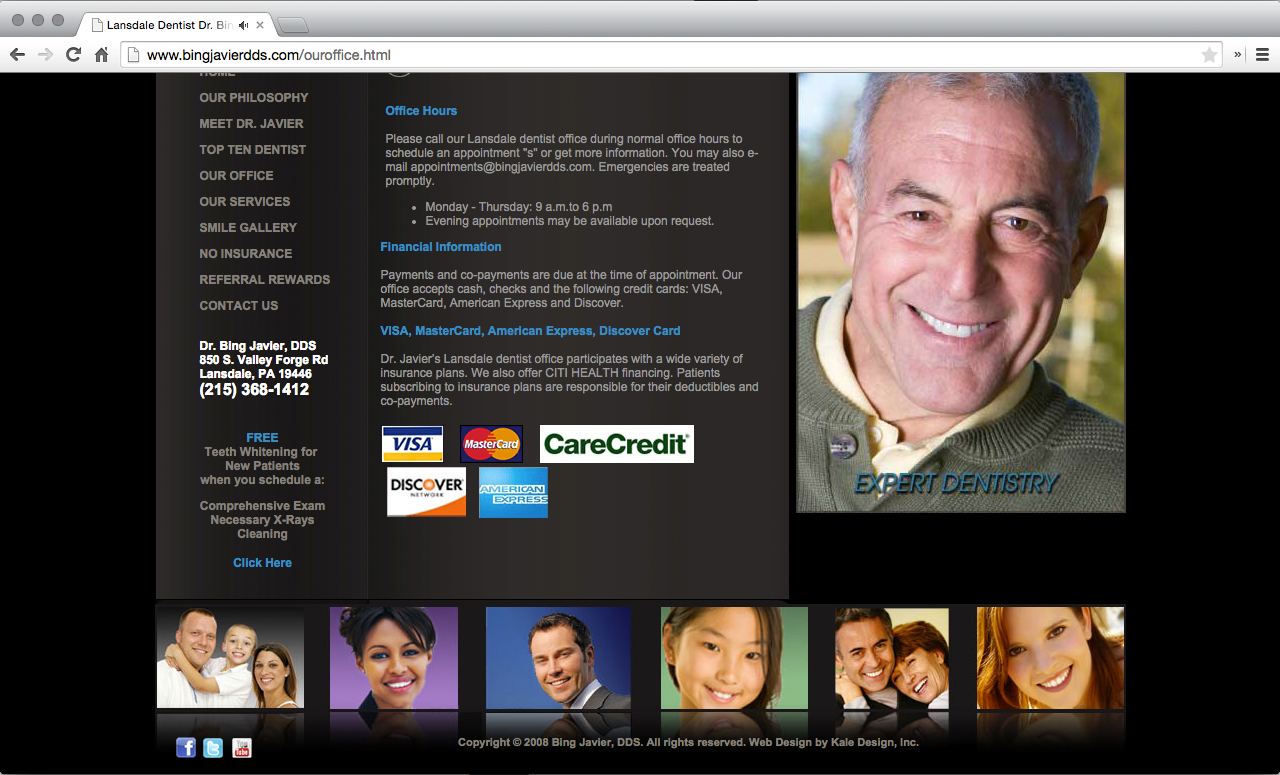 Lansdale Dentist Dr. Bin
www.bingjavierdds.com/ouroffice.html
HOME
OUR PHILOSOPHY
MEET DR. JAVIER
TOP TEN DENTIST
OUR OFFICE
OUR SERVICES
SMILE GALLERY
NO INSURANCE
REFERRAL REWARDS
CONTACT US
Dr. Bing Javier, DDS
850 S. Valley Forge Rd
Lansdale, PA 19446
(215) 368-1412
FREE
Teeth Whitening for
New Patients
when you schedule a:
Comprehensive Exam
Necessary X-Rays
Cleaning
Click Here
Office Hours
Please call our Lansdale dentist office during normal office hours to
schedule an appointment "s" or get more information. You may also e-
mail appointments@bingjavierdds.com. Emergencies are treated
promptly.
• Monday - Thursday: 9 a.m.to 6 p.m
• Evening appointments may be available upon request.
Financial Information
Payments and co-payments are due at the time of appointment. Our
office accepts cash, checks and the following credit cards: VISA,
MasterCard, American Express and Discover.
VISA, MasterCard, American Express, Discover Card
Dr. Javier's Lansdale dentist office participates with a wide variety of
insurance plans. We also offer CITI HEALTH financing. Patients
subscribing to insurance plans are responsible for their deductibles and
co-payments.
VISA MasterCard CareCredit®
DISCOVER
NETWORK
AMERICAN
EXPRESS
EXPERT DENTISTRY
You
Tube
Copyright © 2008 Bing Javier, DDS. All rights reserved. Web Design by Kale Design, Inc.